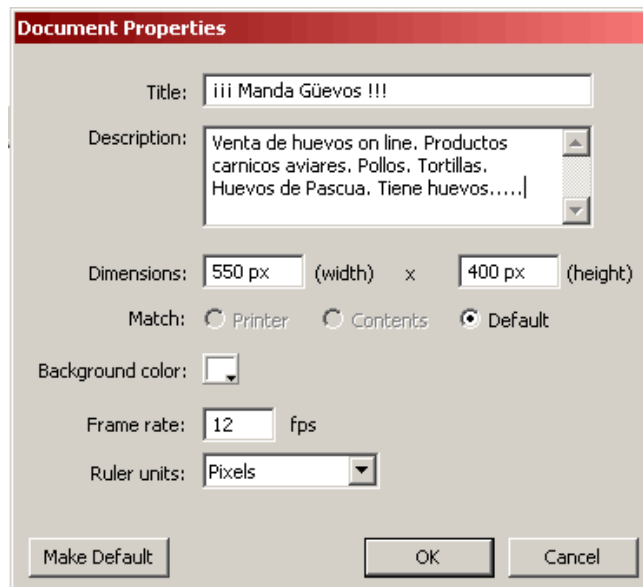 Document Properties
Title: ¡¡¡ Manda Güevos !!!
Description: Venta de huevos on line. Productos
carnicos aviares. Pollos. Tortillas.
Huevos de Pascua. Tiene huevos.....
Dimensions: 550 px (width) x 400 px (height)
Match: Printer Contents Default
Background color:
Frame rate: 12 fps
Ruler units: Pixels
Make Default OK Cancel